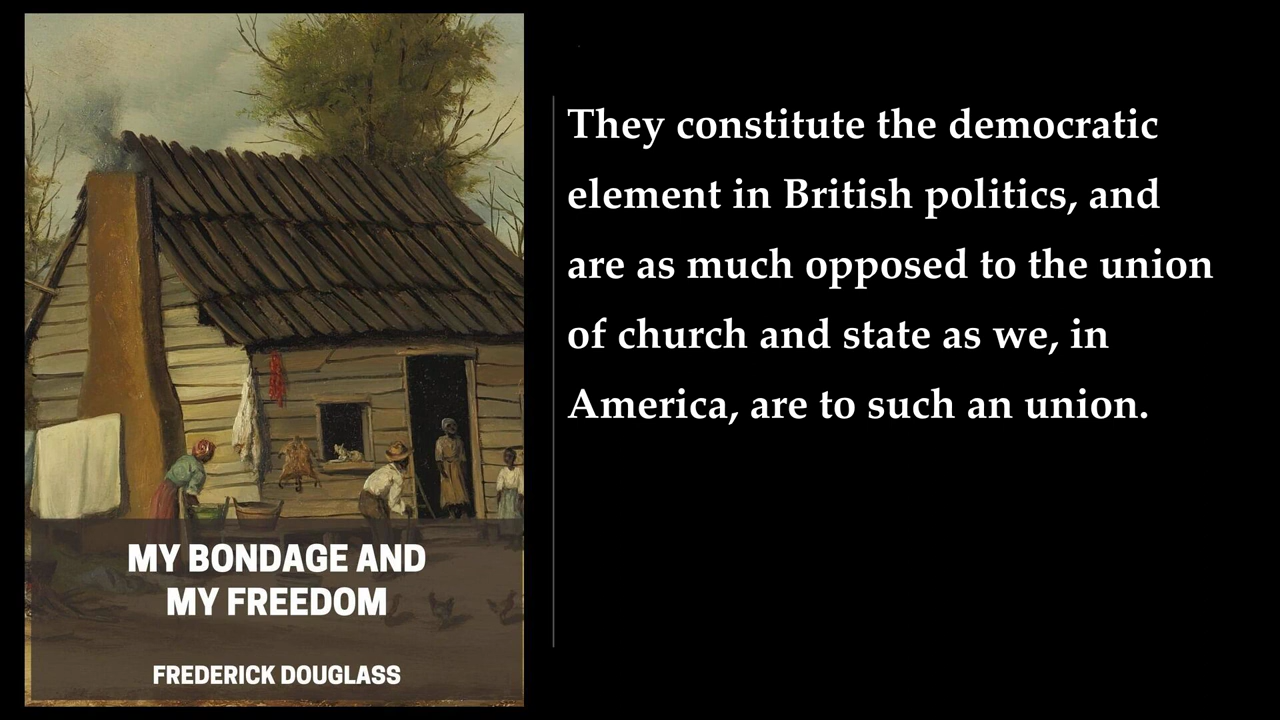 MY BONDAGE AND
MY FREEDOM
FREDERICK DOUGLASS
They constitute the democratic
element in British politics, and
are as much opposed to the union
of church and state as we, in
America, are to such an union.